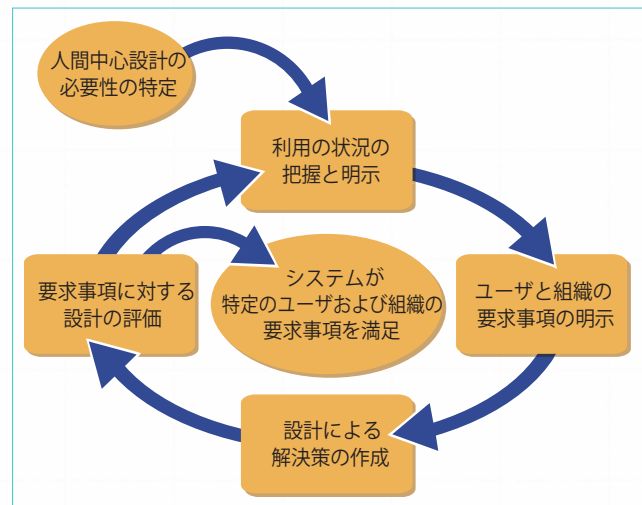 人間中心設計の
必要性の特定
利用の状況の
把握と明示
要求事項に対する
設計の評価
システムが
特定のユーザおよび組織の
要求事項を満足
ユーザと組織の
要求事項の明示
設計による
解決策の作成